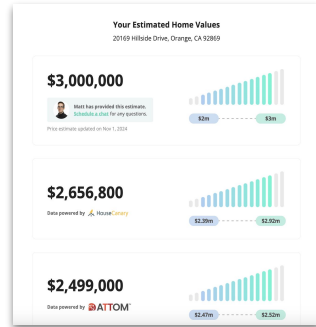 Your Estimated Home Values
20169 Hillside Drive, Orange, CA 92869
$3,000,000
Matt has provided this estimate.
Schedule a chat for any questions.
Price estimate updated on Nov 1, 2024
$2m
$3m
$2,656,800
Data powered by HouseCanary
$2.39m
$2.92m
$2,499,000
Data powered by ATTOM
$2.47m
$2.52m